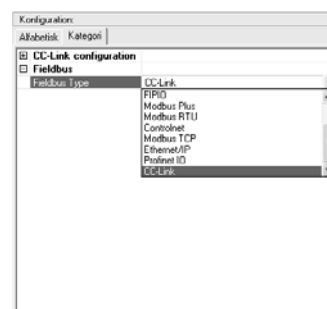 Konfiguration:
Alfabetisk Kategori
CC-Link configuration
Fieldbus
Fieldbus Type CC-Link
FIPIO
Modbus Plus
Modbus RTU
Controlnet
Modbus TCP
Ethernet/IP
Profinet IO
CC-Link